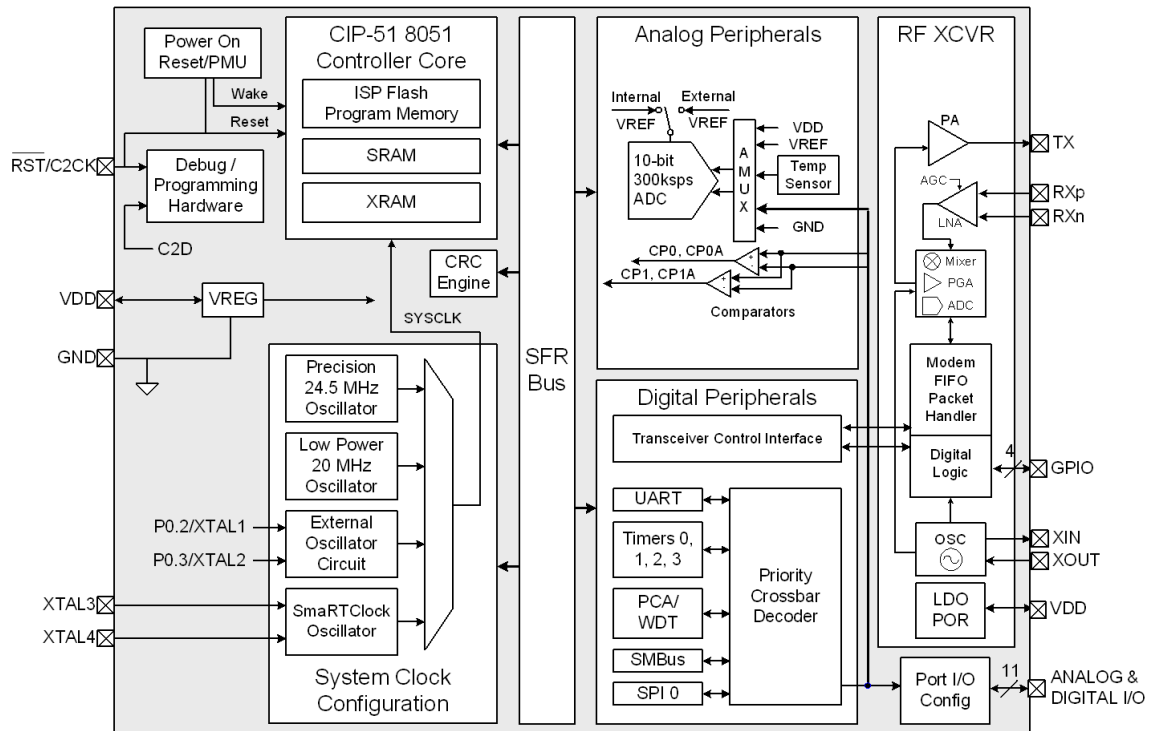 Power On
Reset/PMU
Wake
Reset
RST/C2CK
Debug /
Programming
Hardware
C2D
VDD
VREG
GND
CIP-51 8051
Controller Core
ISP Flash
Program Memory
SRAM
XRAM
CRC
Engine
SYSCLK
Precision
24.5 MHz
Oscillator
Low Power
20 MHz
Oscillator
P0.2/XTAL1
P0.3/XTAL2
External
Oscillator
Circuit
XTAL3
XTAL4
SmaRTClock
Oscillator
System Clock
Configuration
SFR
Bus
Analog Peripherals
Internal
VREF
External
VREF
10-bit
300ksps
ADC
A
M
U
X
VDD
VREF
Temp
Sensor
GND
CP0, CP0A
CP1, CP1A
+
-
+
-
Comparators
Digital Peripherals
Transceiver Control Interface
UART
Timers 0,
1, 2, 3
PCA/
WDT
SMBus
SPI 0
Priority
Crossbar
Decoder
RF XCVR
PA
TX
AGC
LNA
RXp
RXn
Mixer
PGA
ADC
Modem
FIFO
Packet
Handler
Digital
Logic
4
GPIO
OSC
XIN
XOUT
LDO
POR
VDD
Port I/O
Config
11
ANALOG &
DIGITAL I/O